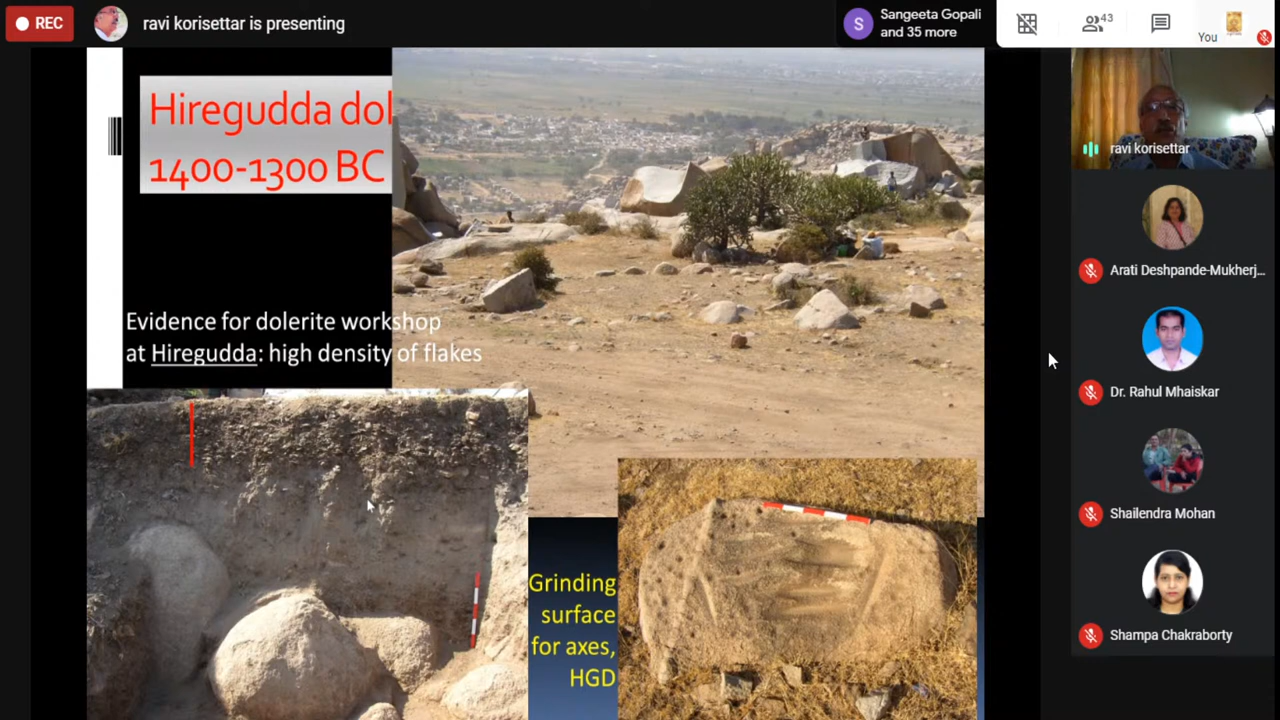 REC
ravi korisettar is presenting
S
Sangeeta Gopali
and 35 more
43
You
Hiregudda dol
1400-1300 BC
Evidence for dolerite workshop
at Hiregudda: high density of flakes
Grinding
surface
for axes,
HGD
ravi korisettar
Arati Deshpande-Mukherj...
Dr. Rahul Mhaiskar
Shailendra Mohan
Shampa Chakraborty